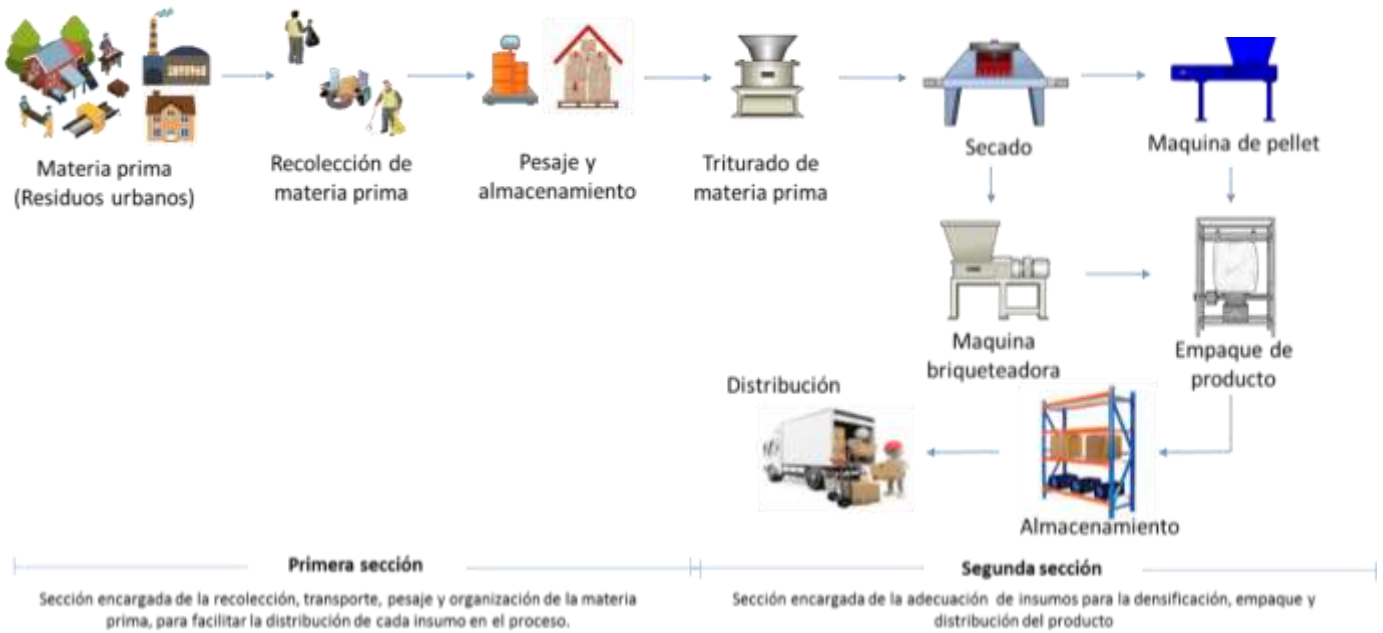 Materia prima
(Residuos urbanos)
Recolección de
materia prima
Pesaje y
almacenamiento
Triturado de
materia prima
Secado
Maquina de pellet
Maquina
briqueteadora
Empaque de
producto
Distribución
Almacenamiento
Primera sección
Sección encargada de la recolección, transporte, pesaje y organización de la materia
prima, para facilitar la distribución de cada insumo en el proceso.
Segunda sección
Sección encargada de la adecuación de insumos para la densificación, empaque y
distribución del producto